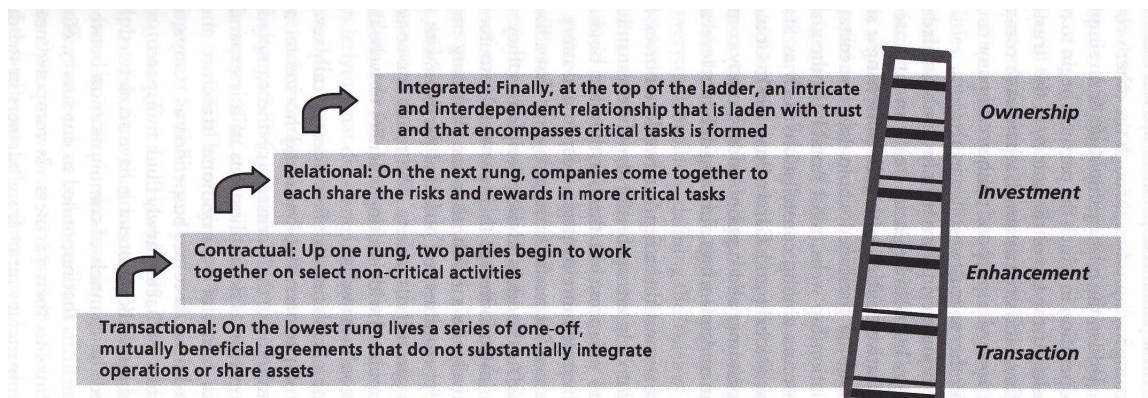 Integrated: Finally, at the top of the ladder, an intricate
and interdependent relationship that is laden with trust
and that encompasses critical tasks is formed
Ownership
Relational: On the next rung, companies come together to
each share the risks and rewards in more critical tasks
Investment
Contractual: Up one rung, two parties begin to work
together on select non-critical activities
Enhancement
Transactional: On the lowest rung lives a series of one-off,
mutually beneficial agreements that do not substantially integrate
operations or share assets
Transaction